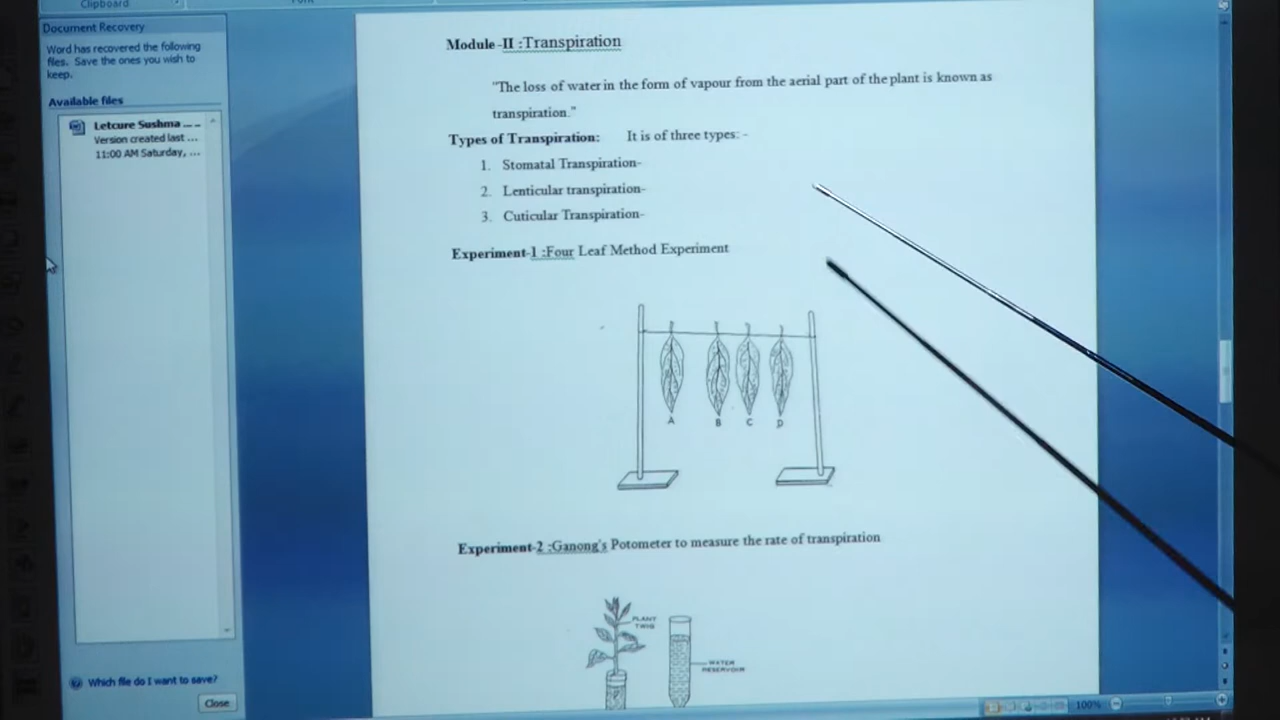 Clipboard
Document Recovery
Word has recovered the following
files. Save the ones you wish to
keep.
Available files
Letcure Sushma
Version created last ...
11:00 AM Saturday, ...
Which file do I want to save?
Close
Module -II :Transpiration
"The loss of water in the form of vapour from the aerial part of the plant is known as
transpiration."
Types of Transpiration: It is of three types: -
1. Stomatal Transpiration-
2. Lenticular transpiration-
3. Cuticular Transpiration-
Experiment-1 :Four Leaf Method Experiment
A B C D
Experiment-2 :Ganong's Potometer to measure the rate of transpiration
PLANT
TWIG
WATER
RESERVOIR
100%